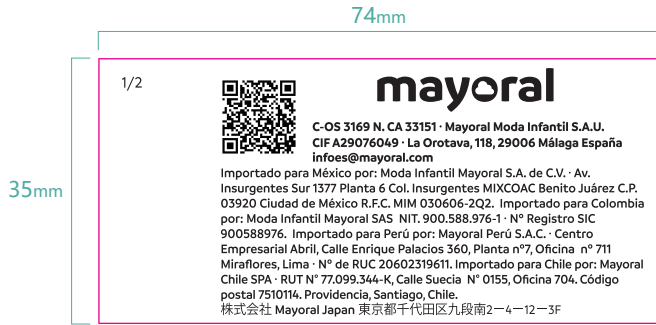 74mm
35mm
1/2
mayoral
C-OS 3169 N. CA 33151 · Mayoral Moda Infantil S.A.U.
CIF A29076049 · La Orotava, 118, 29006 Málaga España
infoes@mayoral.com
Importado para México por: Moda Infantil Mayoral S.A. de C.V. · Av.
Insurgentes Sur 1377 Planta 6 Col. Insurgentes MIXCOAC Benito Juárez C.P.
03920 Ciudad de México R.F.C. MIM 030606-2Q2. Importado para Colombia
por: Moda Infantil Mayoral SAS NIT. 900.588.976-1 · Nº Registro SIC
900588976. Importado para Perú por: Mayoral Perú S.A.C. · Centro
Empresarial Abril, Calle Enrique Palacios 360, Planta nº7, Oficina nº 711
Miraflores, Lima · Nº de RUC 20602319611. Importado para Chile por: Mayoral
Chile SPA · RUT N° 77.099.344-K, Calle Suecia N° 0155, Oficina 704. Código
postal 7510114. Providencia, Santiago, Chile.
株式会社 Mayoral Japan 東京都千代田区九段南2ー4ー12ー3F